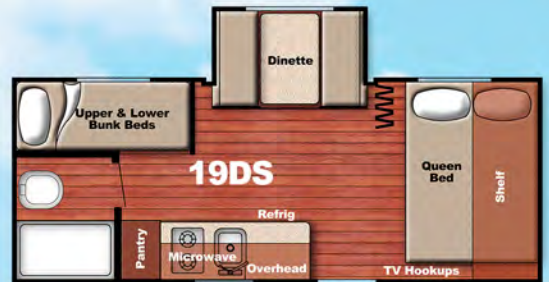 Dinette
Upper & Lower
Bunk Beds
19DS
Queen
Bed
Shelf
Refrig
Pantry
Microwave
Overhead
TV Hookups